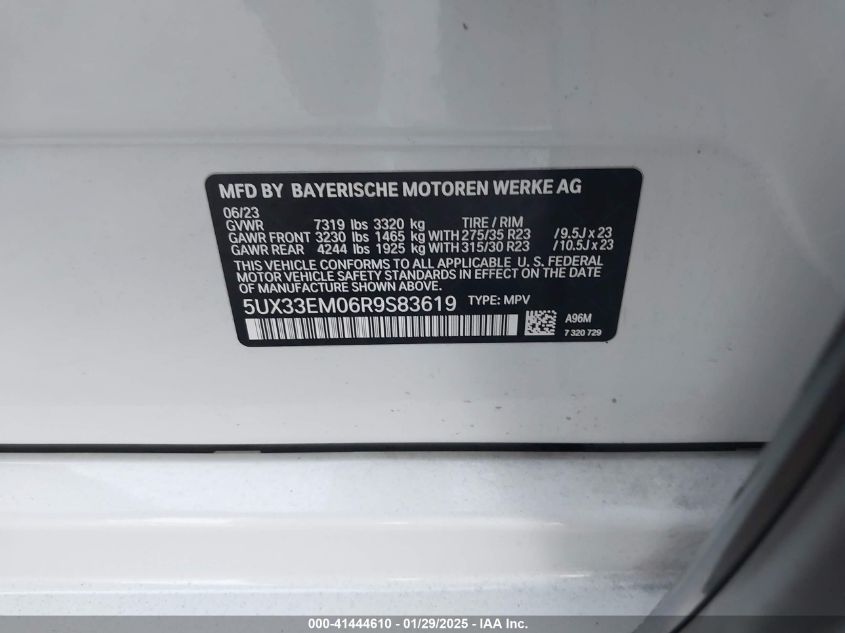 MFD BY BAYERISCHE MOTOREN WERKE AG
06/23
GVWR 7319 lbs 3320 kg TIRE / RIM
GAWR FRONT 3230 lbs 1465 kg WITH 275/35 R23 / 9.5J x 23
GAWR REAR 4244 lbs 1925 kg WITH 315/30 R23 / 10.5J x 23
THIS VEHICLE CONFORMS TO ALL APPLICABLE U. S. FEDERAL
MOTOR VEHICLE SAFETY STANDARDS IN EFFECT ON THE DATE
OF MANUFACTURE SHOWN ABOVE.
5UX33EM06R9S83619 TYPE: MPV
A96M
7 320 729
000-41444610 / 01/29/2025 - IAA Inc.